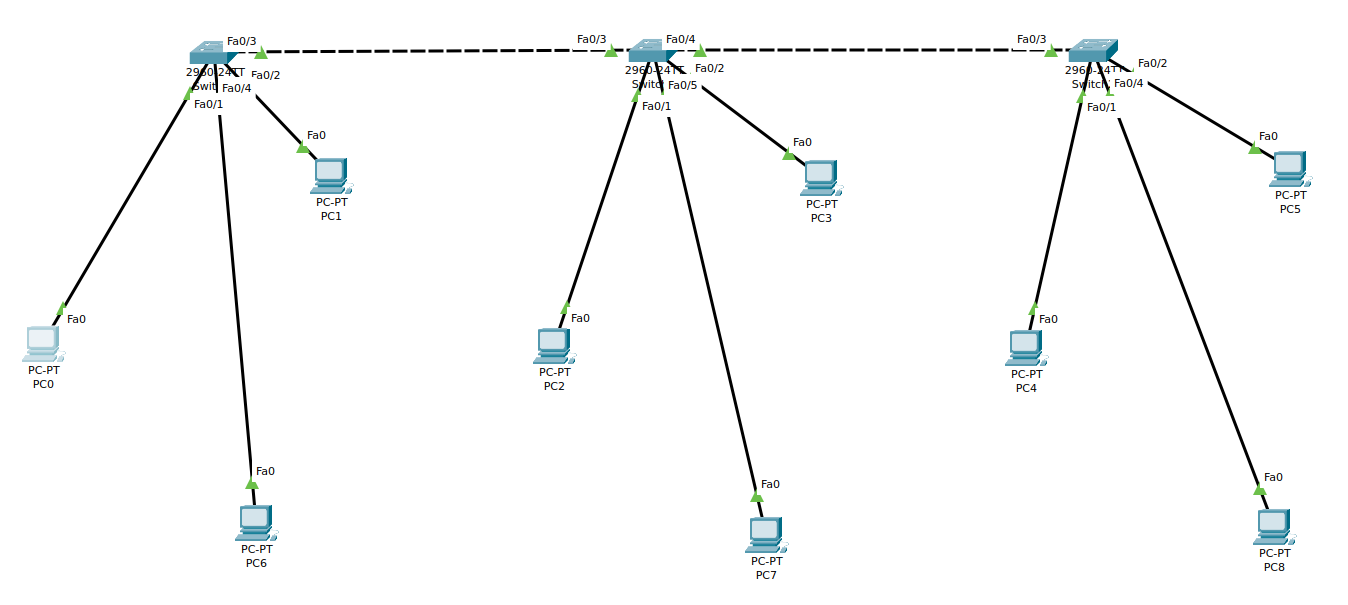 Fa0/3
2960-24TT
Fa0/2
Fa0/4
Fa0/1
Fa0
PC-PT
PC1
Fa0
PC-PT
PC0
Fa0
PC-PT
PC6
Fa0/3
Fa0/4
2960-24TT
Fa0/2
Fa0/5
Fa0/1
Fa0
PC-PT
PC3
Fa0
PC-PT
PC2
Fa0
PC-PT
PC7
Fa0/3
Fa0/2
2960-24TT
Switch
Fa0/4
Fa0/1
Fa0
PC-PT
PC5
Fa0
PC-PT
PC4
Fa0
PC-PT
PC8